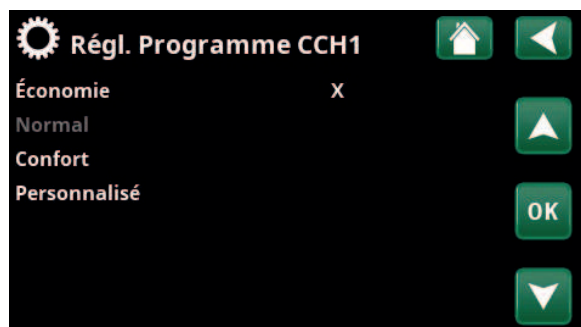 Régl. Programme CCH1
Économie X
Normal
Confort
Personnalisé
OK